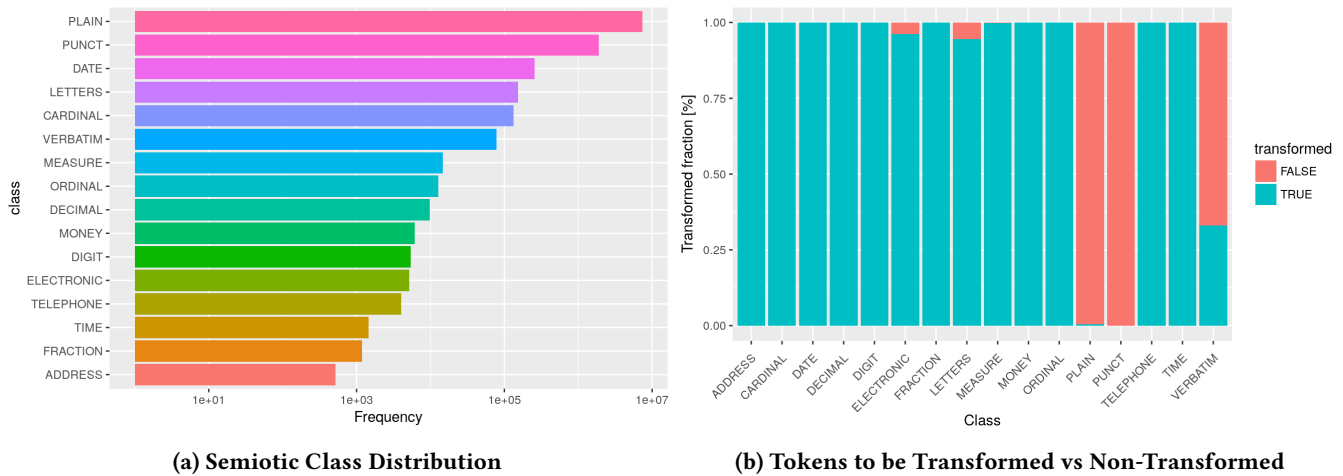 PLAIN
PUNCT
DATE
LETTERS
CARDINAL
VERBATIM
MEASURE
ORDINAL
DECIMAL
MONEY
DIGIT
ELECTRONIC
TELEPHONE
TIME
FRACTION
ADDRESS
class
1e+01 1e+03 1e+05 1e+07
Frequency
(a) Semiotic Class Distribution
1.00
0.75
0.50
0.25
0.00
Transformed fraction [%]
ADDRESS CARDINAL DATE DECIMAL DIGIT ELECTRONIC FRACTION LETTERS MEASURE MONEY ORDINAL PLAIN PUNCT TELEPHONE TIME VERBATIM
Class
transformed
FALSE
TRUE
(b) Tokens to be Transformed vs Non-Transformed